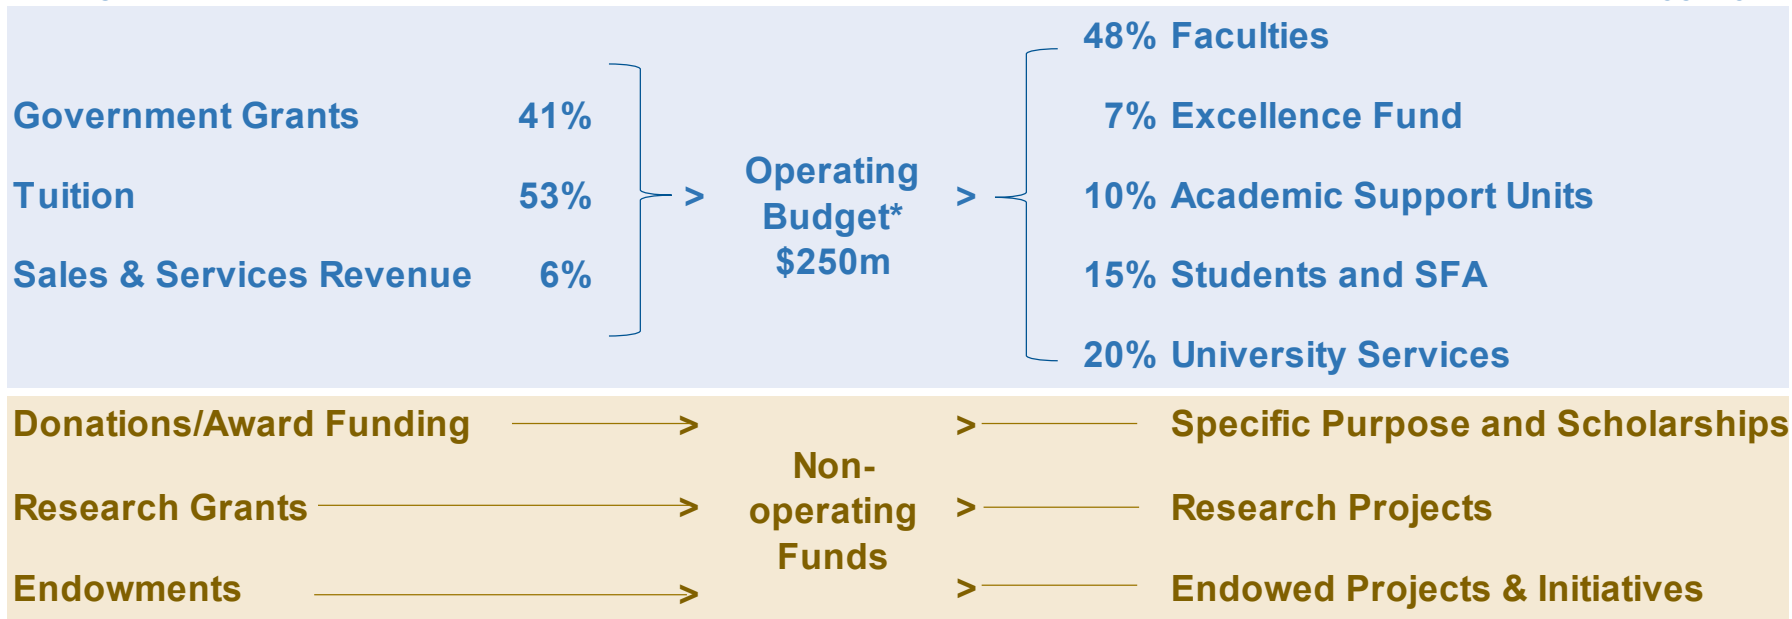 Government Grants 41%
Tuition 53%
Sales & Services Revenue 6%
>
Operating
Budget*
$250m
>
48% Faculties
7% Excellence Fund
10% Academic Support Units
15% Students and SFA
20% University Services
Donations/Award Funding > > Specific Purpose and Scholarships
Research Grants > > Research Projects
Endowments > > Endowed Projects & Initiatives
Non-
operating
Funds